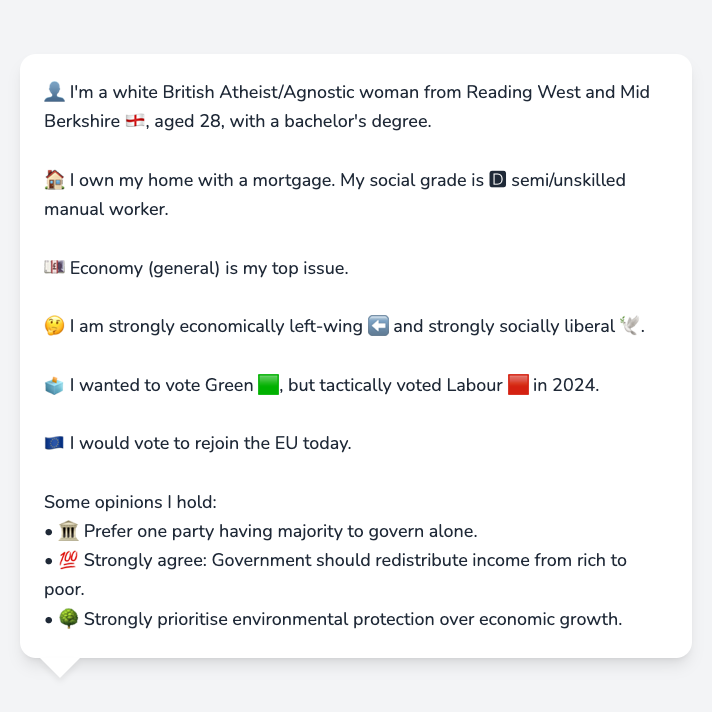 👤 I'm a white British Atheist/Agnostic woman from Reading West and Mid
Berkshire 🏴󠁧󠁢󠁥󠁮󠁧󠁿, aged 28, with a bachelor's degree.
🏠 I own my home with a mortgage. My social grade is 🅳 semi/unskilled
manual worker.
💷 Economy (general) is my top issue.
🤔 I am strongly economically left-wing ⬅️ and strongly socially liberal 🕊️.
🗳️ I wanted to vote Green 🟩, but tactically voted Labour 🟥 in 2024.
🇪🇺 I would vote to rejoin the EU today.
Some opinions I hold:
• 🏛️ Prefer one party having majority to govern alone.
• 💯 Strongly agree: Government should redistribute income from rich to
poor.
• 🌳 Strongly prioritise environmental protection over economic growth.